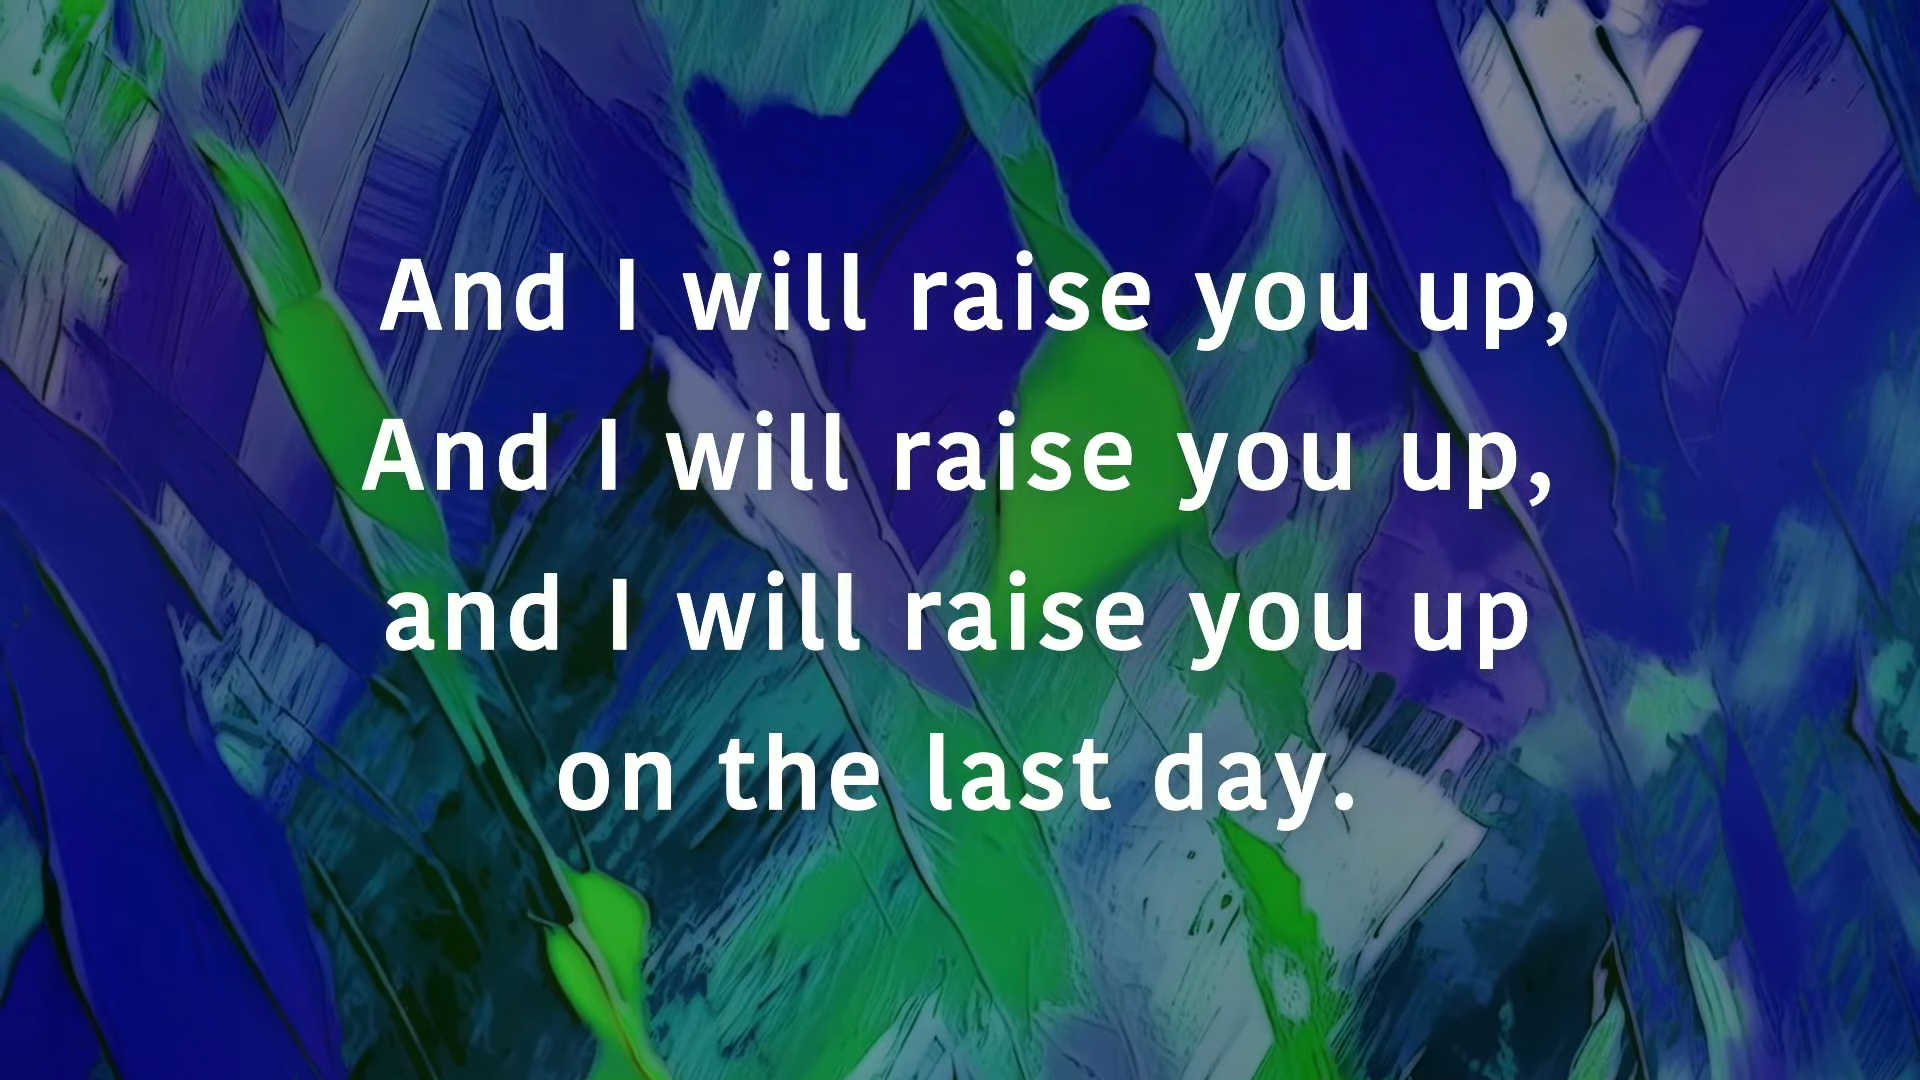 And I will raise you up,
And I will raise you up,
and I will raise you up
on the last day.